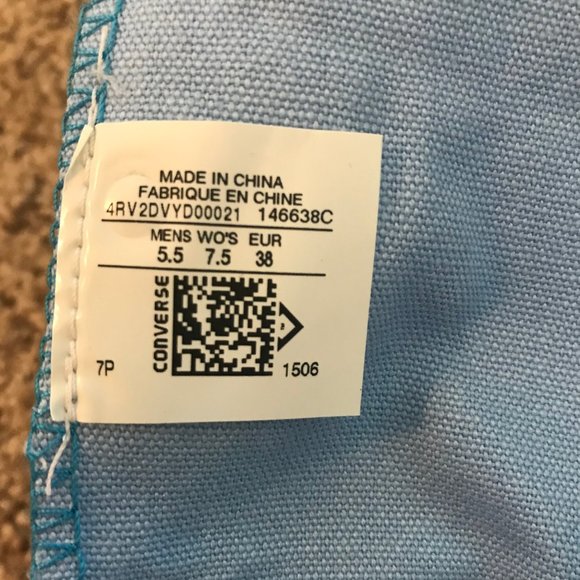 MADE IN CHINA
FABRIQUE EN CHINE
4RV2DVYD00021 146638C
MENS WO'S EUR
5.5 7.5 38
CONVERSE
7P 1506